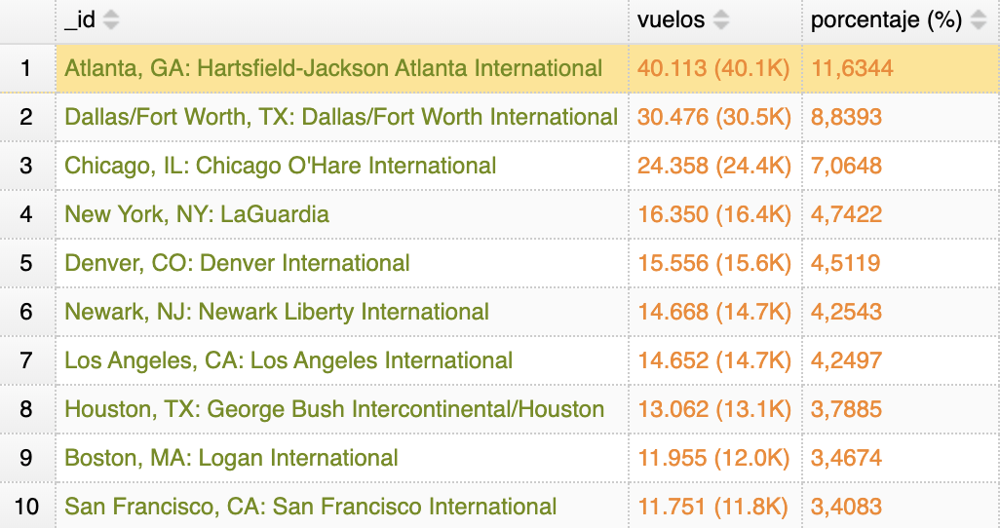 _id vuelos porcentaje (%)
1 Atlanta, GA: Hartsfield-Jackson Atlanta International 40.113 (40.1K) 11,6344
2 Dallas/Fort Worth, TX: Dallas/Fort Worth International 30.476 (30.5K) 8,8393
3 Chicago, IL: Chicago O'Hare International 24.358 (24.4K) 7,0648
4 New York, NY: LaGuardia 16.350 (16.4K) 4,7422
5 Denver, CO: Denver International 15.556 (15.6K) 4,5119
6 Newark, NJ: Newark Liberty International 14.668 (14.7K) 4,2543
7 Los Angeles, CA: Los Angeles International 14.652 (14.7K) 4,2497
8 Houston, TX: George Bush Intercontinental/Houston 13.062 (13.1K) 3,7885
9 Boston, MA: Logan International 11.955 (12.0K) 3,4674
10 San Francisco, CA: San Francisco International 11.751 (11.8K) 3,4083